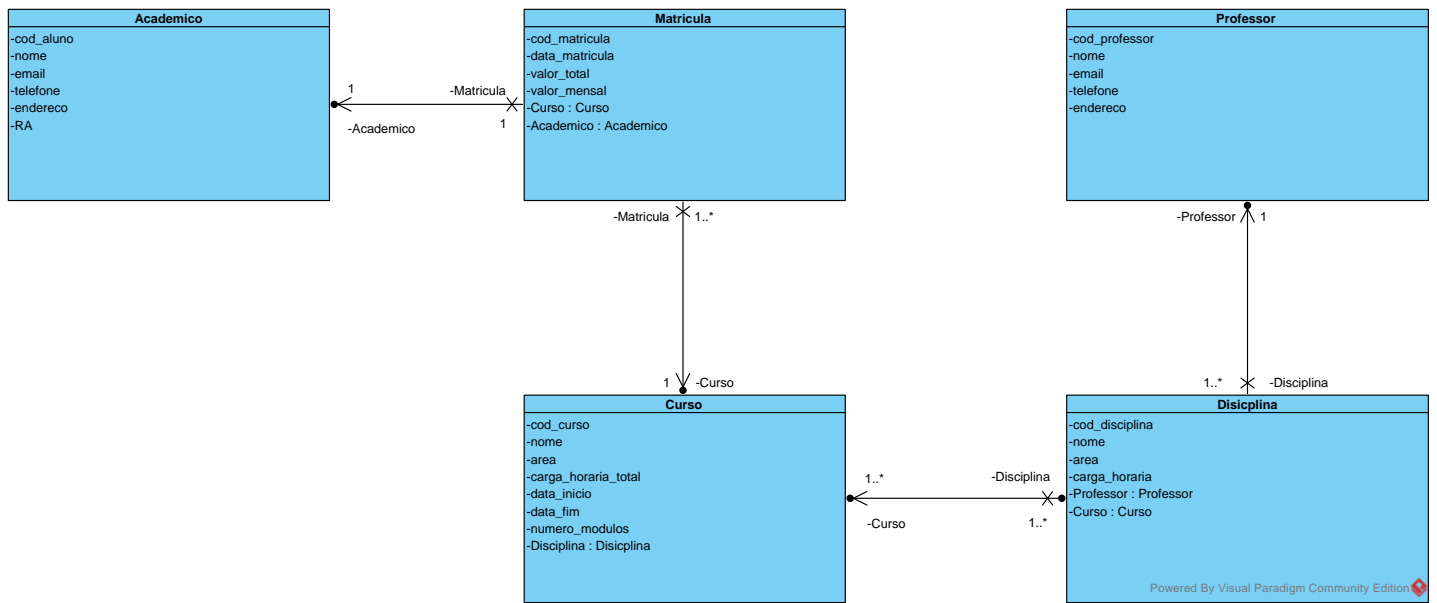 Academico
-cod_aluno
-nome
-email
-telefone
-endereco
-RA
1
-Matricula
-Academico
1
Matricula
-cod_matricula
-data_matricula
-valor_total
-valor_mensal
-Curso : Curso
-Academico : Academico
Professor
-cod_professor
-nome
-email
-telefone
-endereco
-Matricula
1..*
-Professor
1
1
-Curso
1..*
-Disciplina
Curso
-cod_curso
-nome
-area
-carga_horaria_total
-data_inicio
-data_fim
-numero_modulos
-Disciplina : Disicplina
1..*
-Disciplina
-Curso
1..*
Disicplina
-cod_disciplina
-nome
-area
-carga_horaria
-Professor : Professor
-Curso : Curso
Powered By Visual Paradigm Community Edition